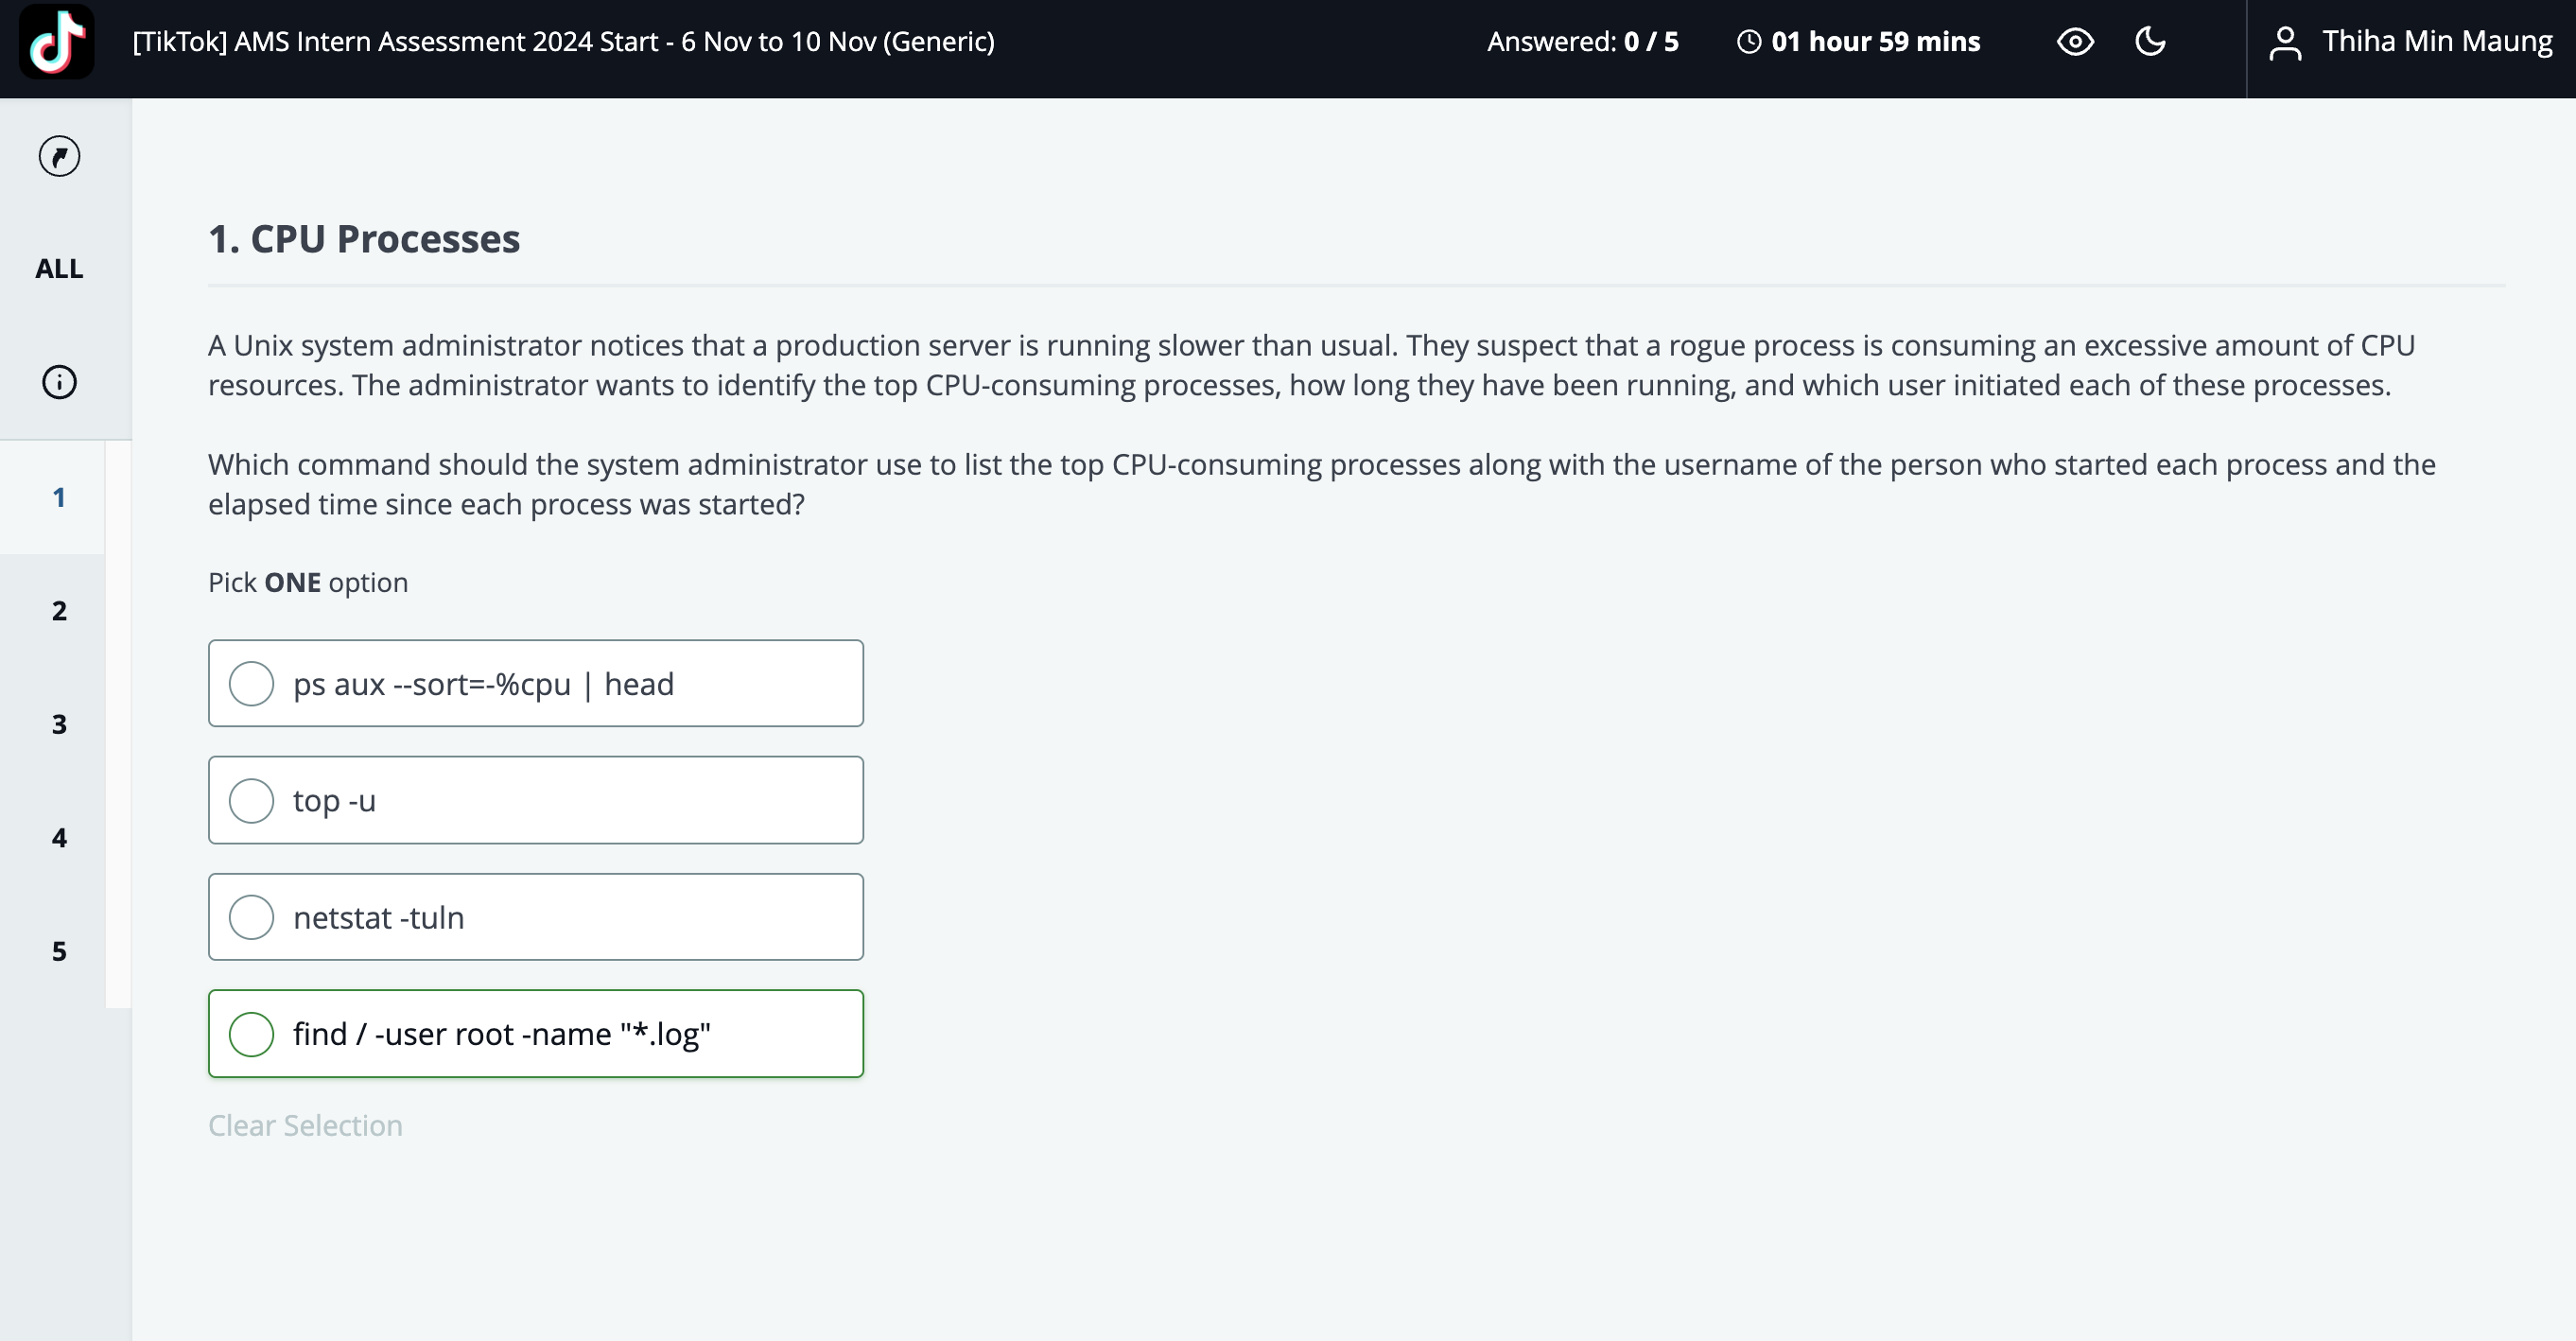 [TikTok] AMS Intern Assessment 2024 Start - 6 Nov to 10 Nov (Generic)
Answered: 0 / 5
01 hour 59 mins
Thiha Min Maung
ALL
1
2
3
4
5
1. CPU Processes
A Unix system administrator notices that a production server is running slower than usual. They suspect that a rogue process is consuming an excessive amount of CPU
resources. The administrator wants to identify the top CPU-consuming processes, how long they have been running, and which user initiated each of these processes.
Which command should the system administrator use to list the top CPU-consuming processes along with the username of the person who started each process and the
elapsed time since each process was started?
Pick ONE option
ps aux --sort=-%cpu | head
top -u
netstat -tuln
find / -user root -name "*.log"
Clear Selection